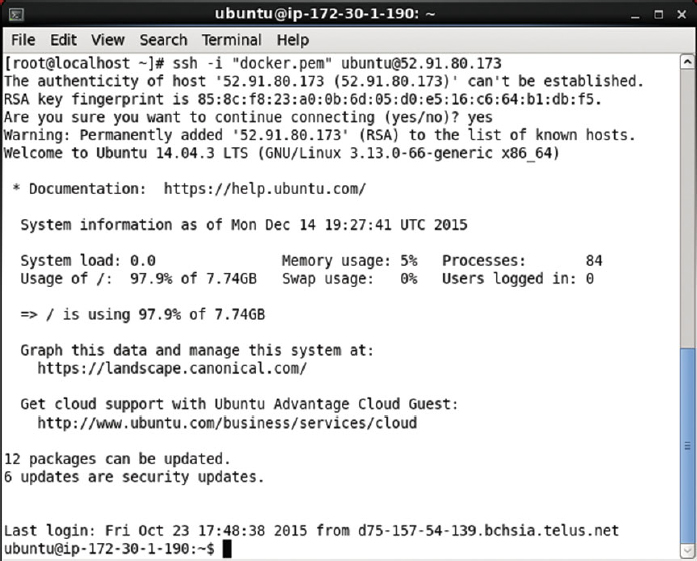 ubuntu@ip-172-30-1-190: ~
File Edit View Search Terminal Help
[root@localhost ~]# ssh -i "docker.pem" ubuntu@52.91.80.173
The authenticity of host '52.91.80.173 (52.91.80.173)' can't be established.
RSA key fingerprint is 85:8c:f8:23:a0:0b:6d:05:d0:e5:16:c6:64:b1:db:f5.
Are you sure you want to continue connecting (yes/no)? yes
Warning: Permanently added '52.91.80.173' (RSA) to the list of known hosts.
Welcome to Ubuntu 14.04.3 LTS (GNU/Linux 3.13.0-66-generic x86_64)
* Documentation: https://help.ubuntu.com/
System information as of Mon Dec 14 19:27:41 UTC 2015
System load: 0.0 Memory usage: 5% Processes: 84
Usage of /: 97.9% of 7.74GB Swap usage: 0% Users logged in: 0
=> / is using 97.9% of 7.74GB
Graph this data and manage this system at:
https://landscape.canonical.com/
Get cloud support with Ubuntu Advantage Cloud Guest:
http://www.ubuntu.com/business/services/cloud
12 packages can be updated.
6 updates are security updates.
Last login: Fri Oct 23 17:48:38 2015 from d75-157-54-139.bchsia.telus.net
ubuntu@ip-172-30-1-190:~$